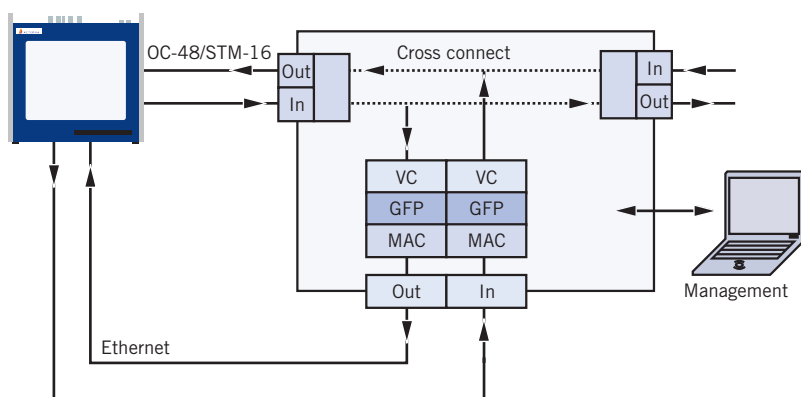 OC-48/STM-16
Cross connect
Out
In
In
Out
VC
VC
GFP
GFP
MAC
MAC
Out
In
Management
Ethernet